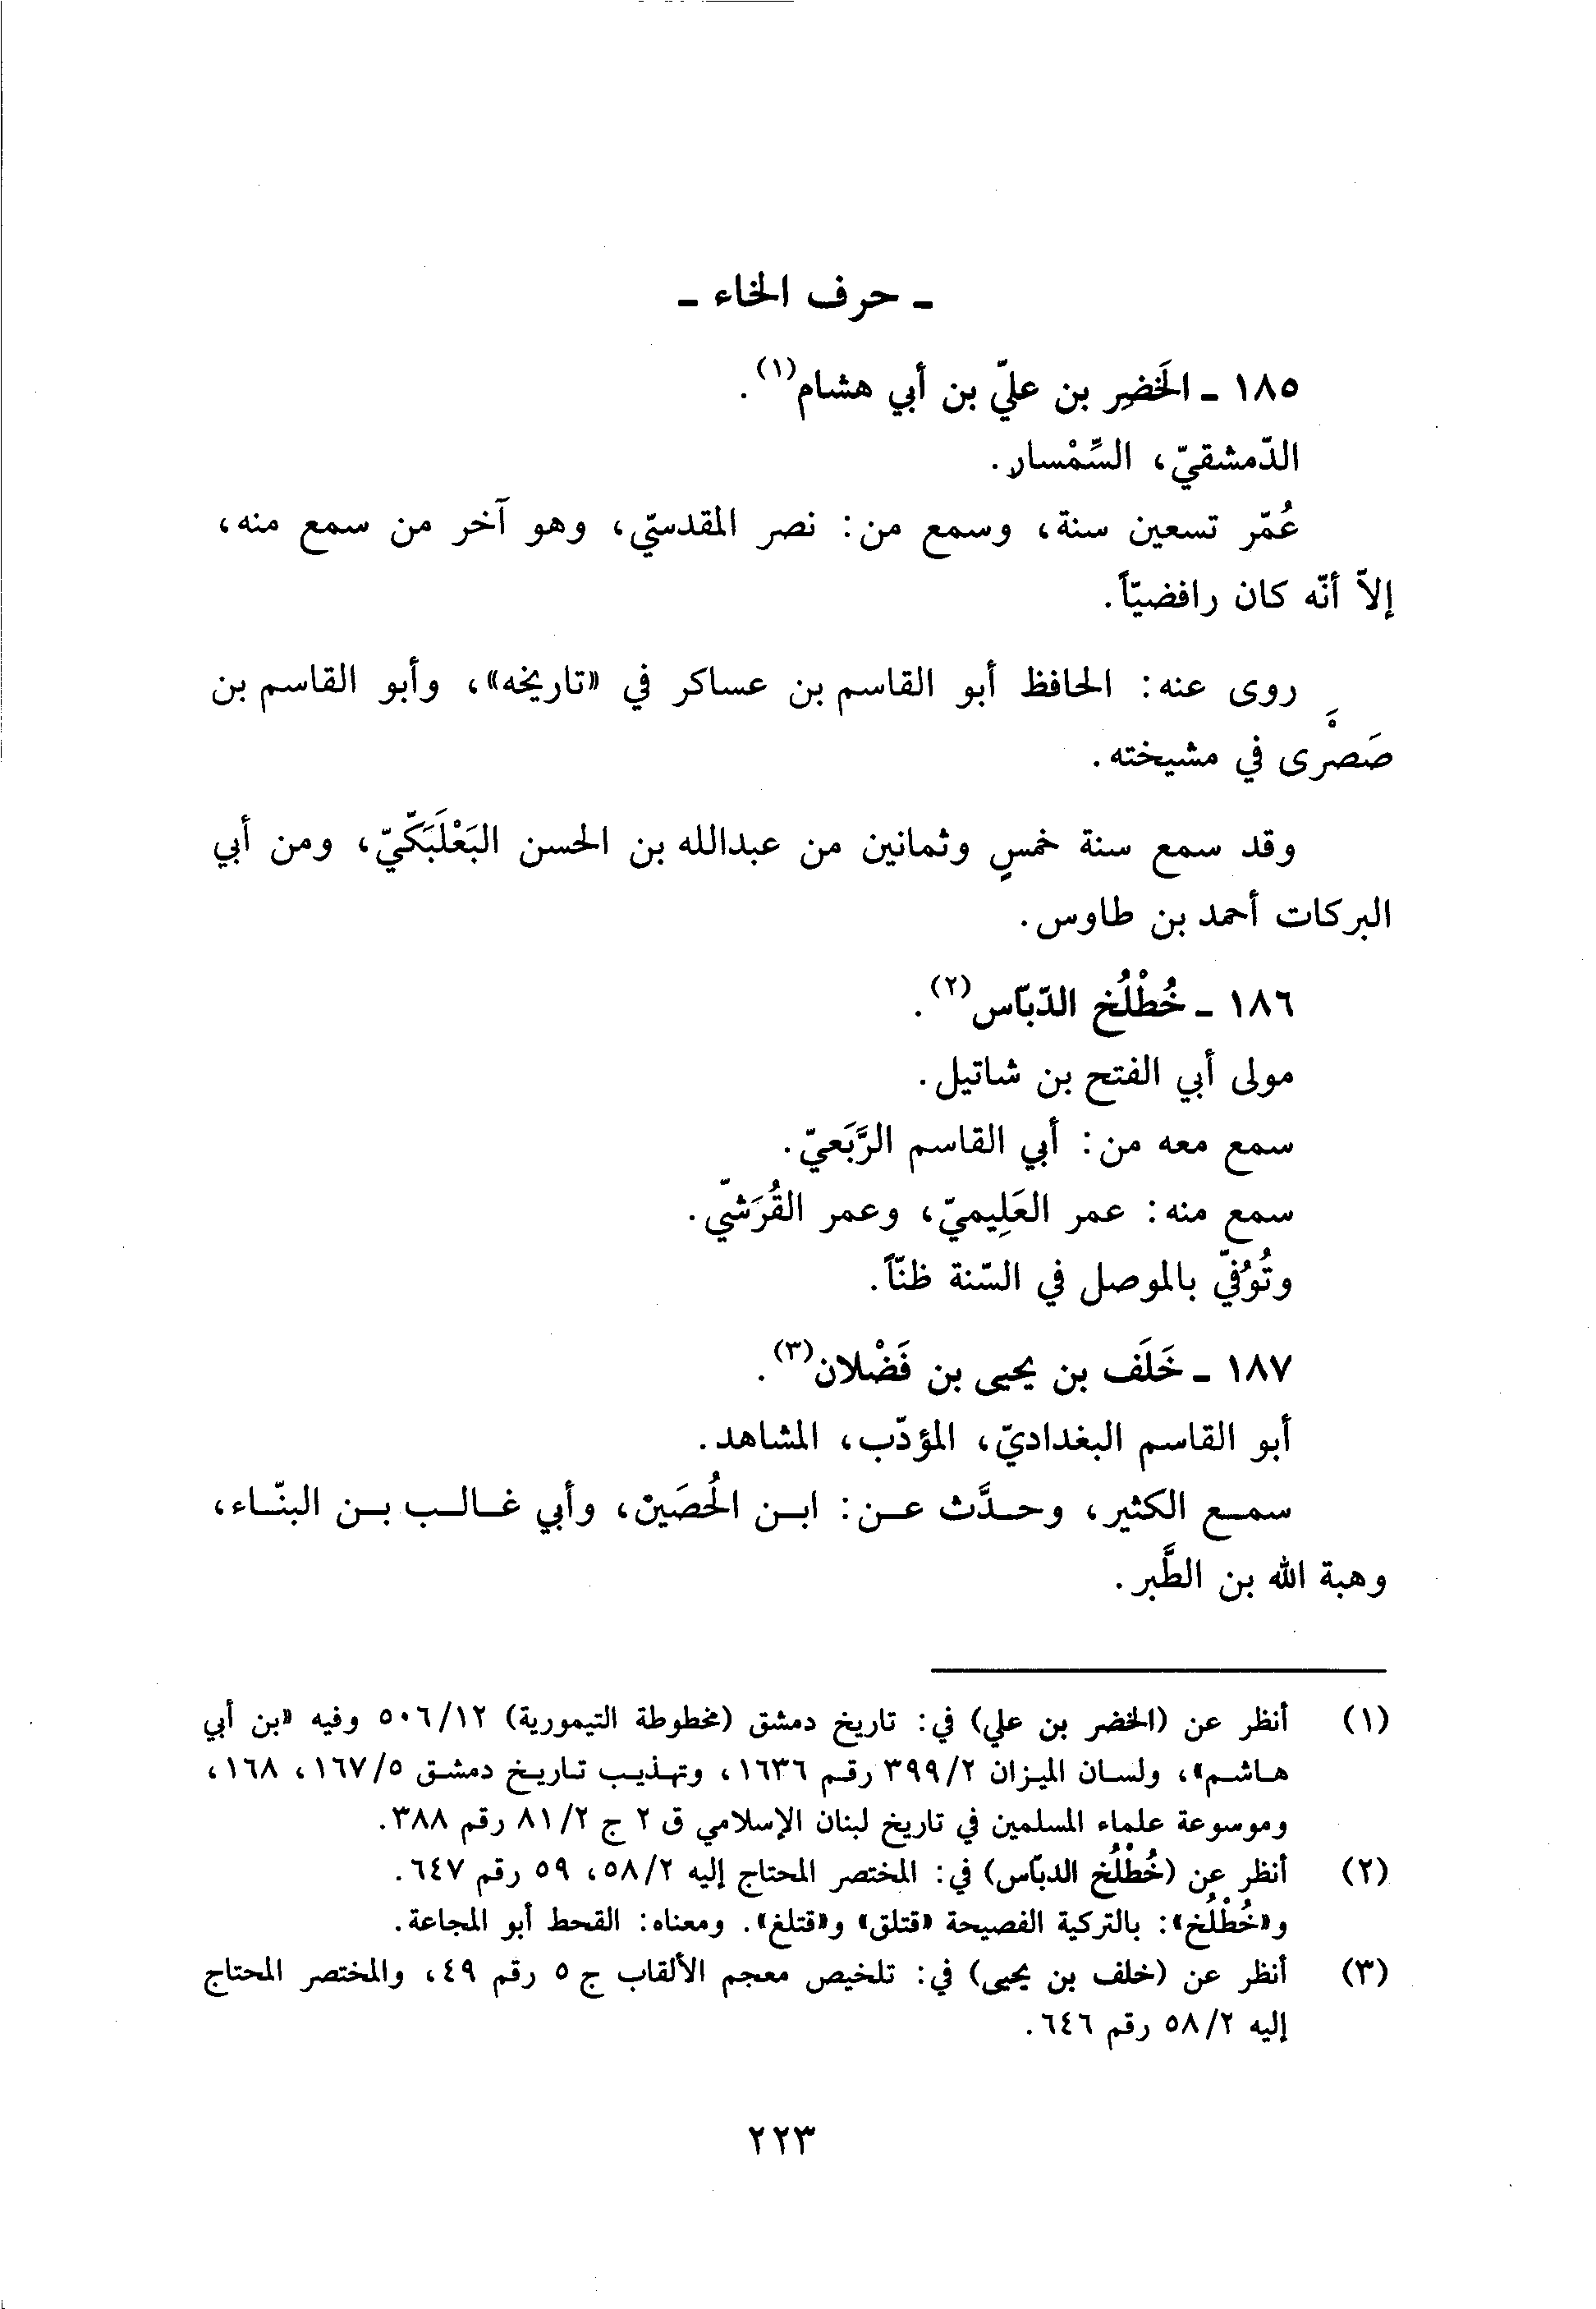 ـ حرف الخاء ـ
١٨٥ ـ الخَضِر بن عليّ بن أبي هشام(١).
الدّمشقيّ، السِّمْسار.
عُمّر تسعين سنة، وسمع من: نصر المقدسيّ، وهو آخر من سمع منه،
إلاّ أنّه كان رافضيّاً.
روى عنه: الحافظ أبو القاسم بن عساكر في «تاريخه»، وأبو القاسم بن
صَصْرَى في مشيخته.
وقد سمع سنة خمسٍ وثمانين من عبدالله بن الحسن البَعْلَبَكّيّ، ومن أبي
البركات أحمد بن طاوس.
١٨٦ ـ خُطْلُخ الدّبّاس(٢).
مولى أبي الفتح بن شاتيل.
سمع معه من: أبي القاسم الرَّبَعيّ.
سمع منه: عمر العَلِيميّ، وعمر القُرَشيّ.
وتُوُفّي بالموصل في السّنة ظنّاً.
١٨٧ ـ خَلَف بن يحيى بن فَضْلان(٣).
أبو القاسم البغداديّ، المؤدّب، المشاهد.
سمع الكثير، وحدَّث عن: ابن الحُصَيْن، وأبي غالب بن البنّاء،
وهبة الله بن الطَّبر.
(١) أنظر عن (الخضر بن علي) في: تاريخ دمشق (مخطوطة التيمورية) ٥٠٦/١٢ وفيه «بن أبي
هاشم»، ولسان الميزان ٣٩٩/٢ رقم ١٦٣٦، وتهذيب تاريخ دمشق ١٦٧/٥، ١٦٨،
وموسوعة علماء المسلمين في تاريخ لبنان الإسلامي ق ٢ ج ٨١/٢ رقم ٣٨٨.
(٢) أنظر عن (خُطْلُخ الدبّاس) في: المختصر المحتاج إليه ٥٨/٢، ٥٩ رقم ٦٤٧.
و«خُطْلُخ»: بالتركية الفصيحة «قتلق» و«قتلغ». ومعناه: القحط أبو المجاعة.
(٣) أنظر عن (خلف بن يحيى) في: تلخيص معجم الألقاب ج ٥ رقم ٤٩، والمختصر المحتاج
إليه ٥٨/٢ رقم ٦٤٦.
٢٢٣